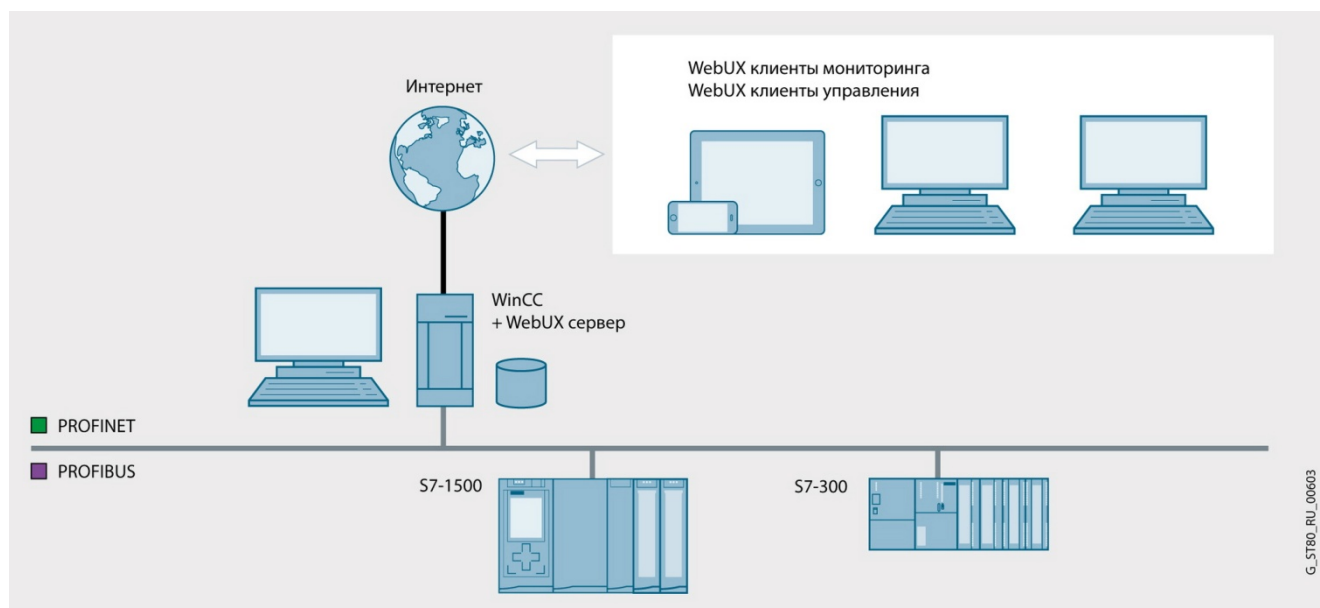 Интернет
WebUX клиенты мониторинга
WebUX клиенты управления
WinCC
+ WebUX сервер
PROFINET
PROFIBUS
S7-1500
S7-300
G_ST80_RU_00603